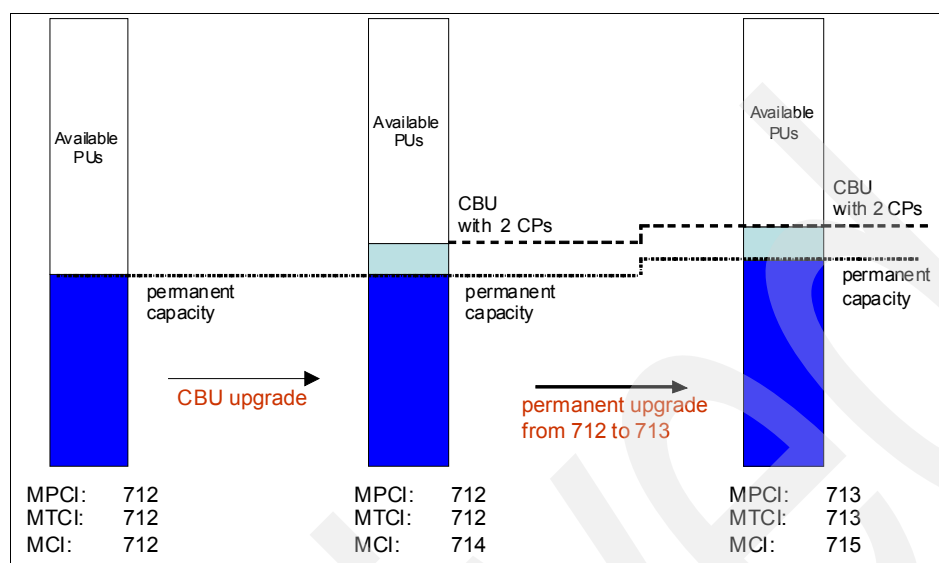 Available
PUs
permanent
capacity
CBU upgrade
MPCI: 712
MTCI: 712
MCI: 712
Available
PUs
CBU
with 2 CPs
permanent
capacity
permanent upgrade
from 712 to 713
MPCI: 712
MTCI: 712
MCI: 714
Available
PUs
CBU
with 2 CPs
permanent
capacity
MPCI: 713
MTCI: 713
MCI: 715